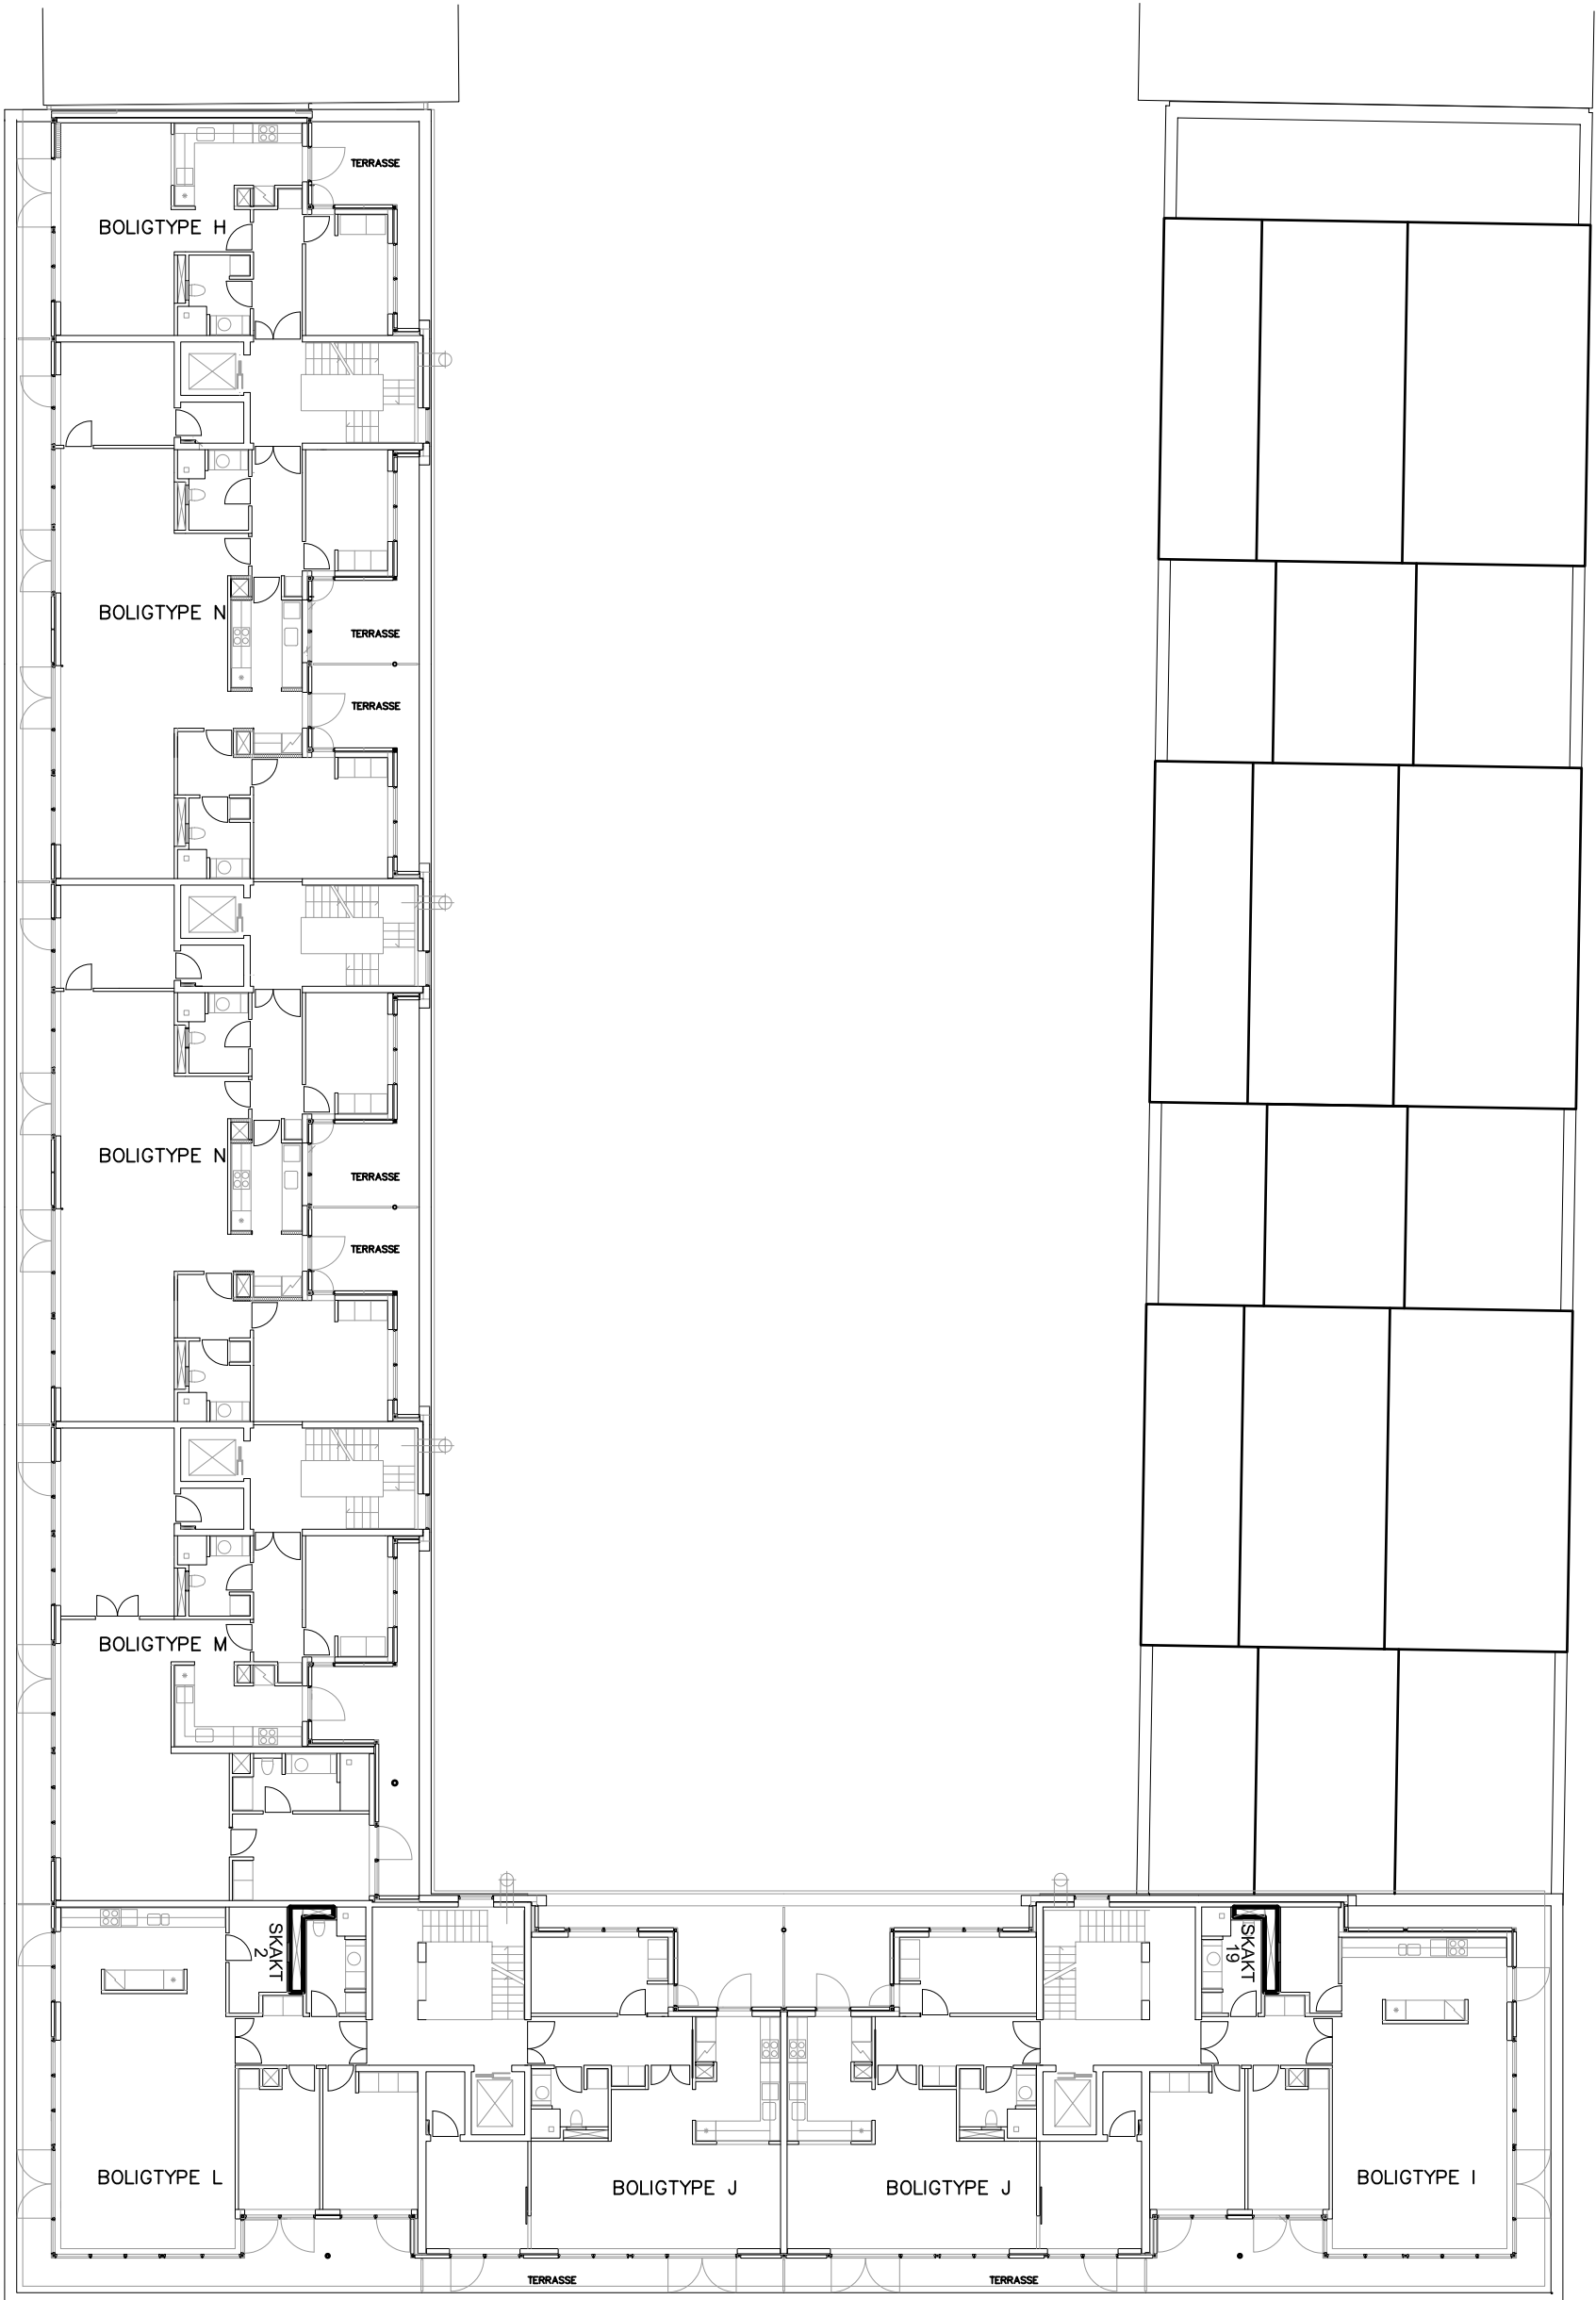 TERRASSE
BOLIGTYPE H
BOLIGTYPE N
TERRASSE
TERRASSE
BOLIGTYPE N
TERRASSE
TERRASSE
BOLIGTYPE M
SKAKT
2
SKAKT
19
BOLIGTYPE L
BOLIGTYPE J
BOLIGTYPE J
BOLIGTYPE I
TERRASSE
TERRASSE